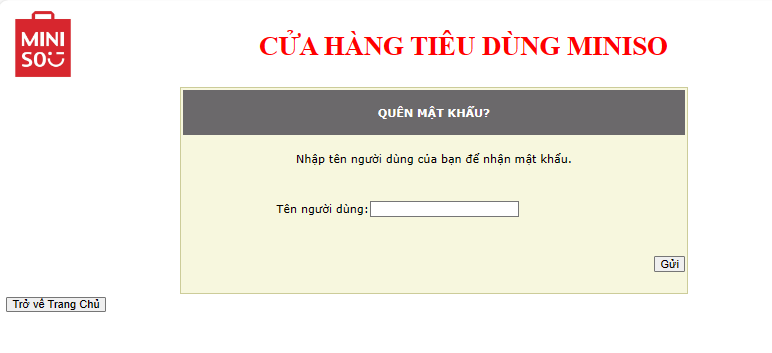 MINI
SO
CỬA HÀNG TIÊU DÙNG MINISO
QUÊN MẬT KHẨU?
Nhập tên người dùng của bạn để nhận mật khẩu.
Tên người dùng:
Gửi
Trở về Trang Chủ